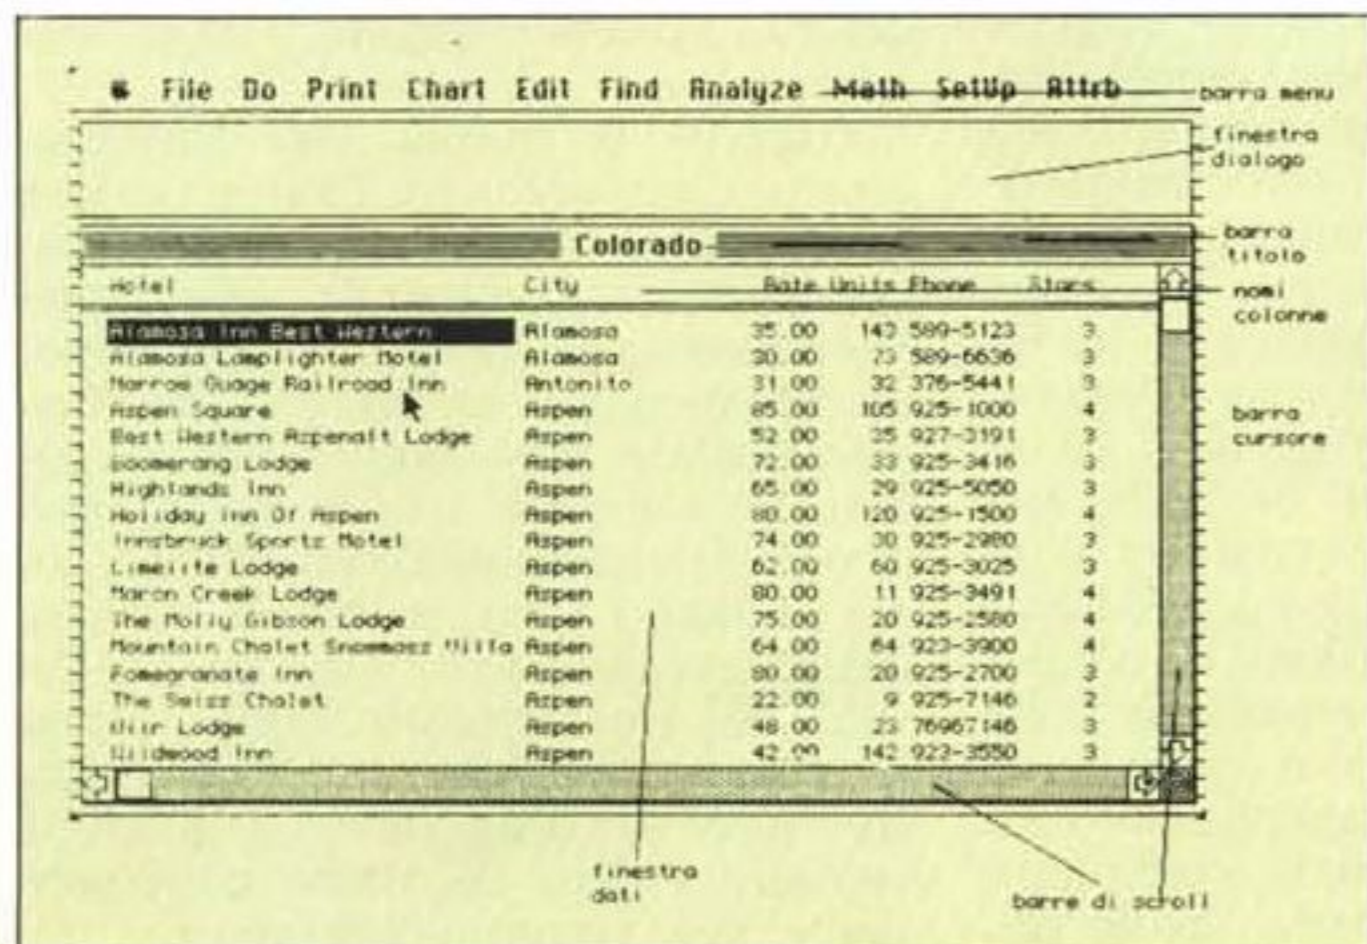 File Do Print Chart Edit Find Analyze Math SetUp Attrb
barra menu
finestra
dialogo
Colorado
barra
titolo
Hotel City Rate Units Phone Stars
nomi
colonne
Alamosa Inn Best Western Alamosa 35.00 143 589-5123 3
Alamosa Lamplighter Motel Alamosa 30.00 73 589-6636 3
Narroe Guage Railroad Inn Antonito 31.00 32 376-5441 3
Aspen Square Aspen 85.00 105 925-1000 4
Best Western Aspenalt Lodge Aspen 52.00 35 927-3191 3
Boomerang Lodge Aspen 72.00 33 925-3416 3
Highlands Inn Aspen 65.00 29 925-5050 3
Holiday Inn Of Aspen Aspen 80.00 120 925-1500 4
Innsbruck Sports Motel Aspen 74.00 30 925-2980 3
Limelite Lodge Aspen 62.00 60 925-3025 3
Maron Creek Lodge Aspen 80.00 11 925-3491 4
The Molly Gibson Lodge Aspen 75.00 20 925-2580 4
Mountain Chalet Snowmass Villa Aspen 64.00 64 923-3900 4
Pomegranate Inn Aspen 80.00 20 925-2700 3
The Swiss Chalet Aspen 22.00 9 925-7146 2
Lodge Aspen 48.00 23 76967146 3
Wildwood Inn Aspen 42.00 142 923-3550 3
barra
cursore
finestra
dati
barre di scroll